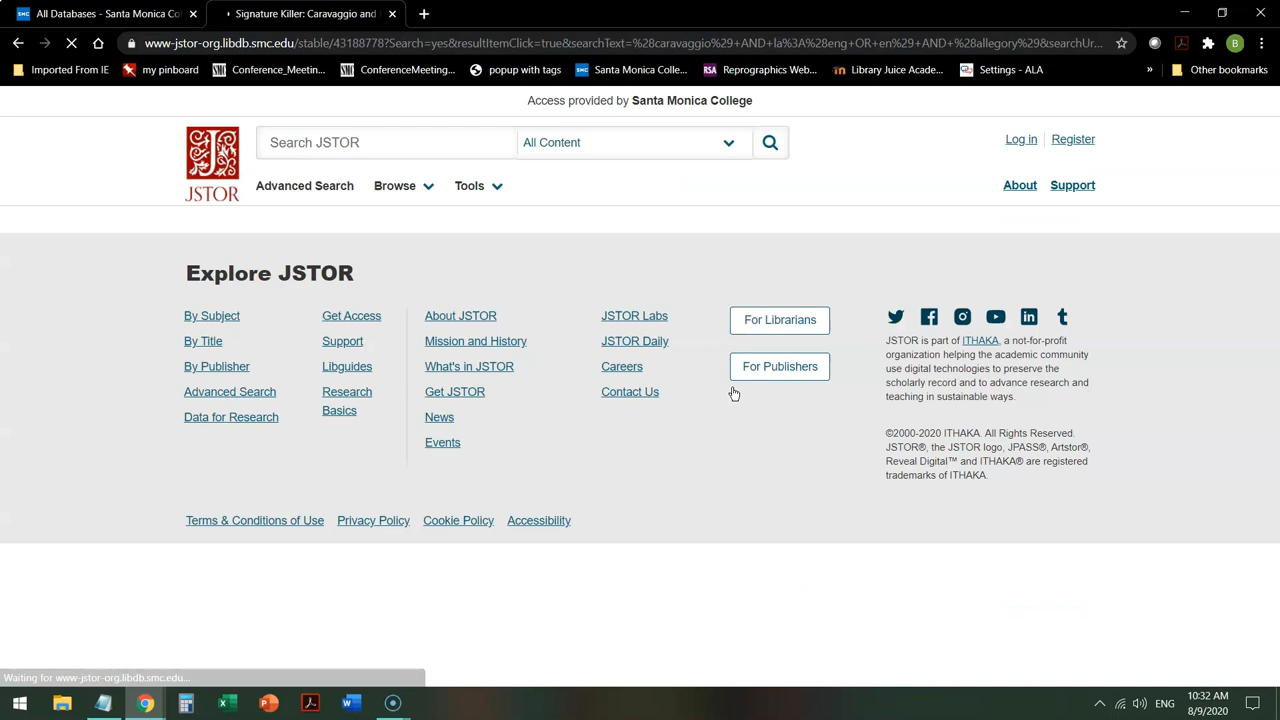 All Databases - Santa Monica Co
Signature Killer: Caravaggio and
www-jstor-org.libdb.smc.edu/stable/43188778?Search=yes&resultItemClick=true&searchText=%28caravaggio%29+AND+la%3A%28eng+OR+en%29+AND+%28allegory%29&searchUr...
B
Imported From IE
my pinboard
Conference_Meetin...
ConferenceMeeting...
popup with tags
SMC
Santa Monica Colle...
RSA
Reprographics Web...
Library Juice Acade...
Settings - ALA
»
Other bookmarks
Access provided by Santa Monica College
JSTOR
Search JSTOR
All Content
Log in
Register
Advanced Search
Browse
Tools
About
Support
Explore JSTOR
By Subject
By Title
By Publisher
Advanced Search
Data for Research
Get Access
Support
Libguides
Research
Basics
About JSTOR
Mission and History
What's in JSTOR
Get JSTOR
News
Events
JSTOR Labs
JSTOR Daily
Careers
Contact Us
For Librarians
For Publishers
JSTOR is part of ITHAKA, a not-for-profit
organization helping the academic community
use digital technologies to preserve the
scholarly record and to advance research and
teaching in sustainable ways.
©2000-2020 ITHAKA. All Rights Reserved.
JSTOR®, the JSTOR logo, JPASS®, Artstor®,
Reveal Digital™ and ITHAKA® are registered
trademarks of ITHAKA.
Terms & Conditions of Use
Privacy Policy
Cookie Policy
Accessibility
Waiting for www-jstor-org.libdb.smc.edu...
ENG
10:32 AM
8/9/2020